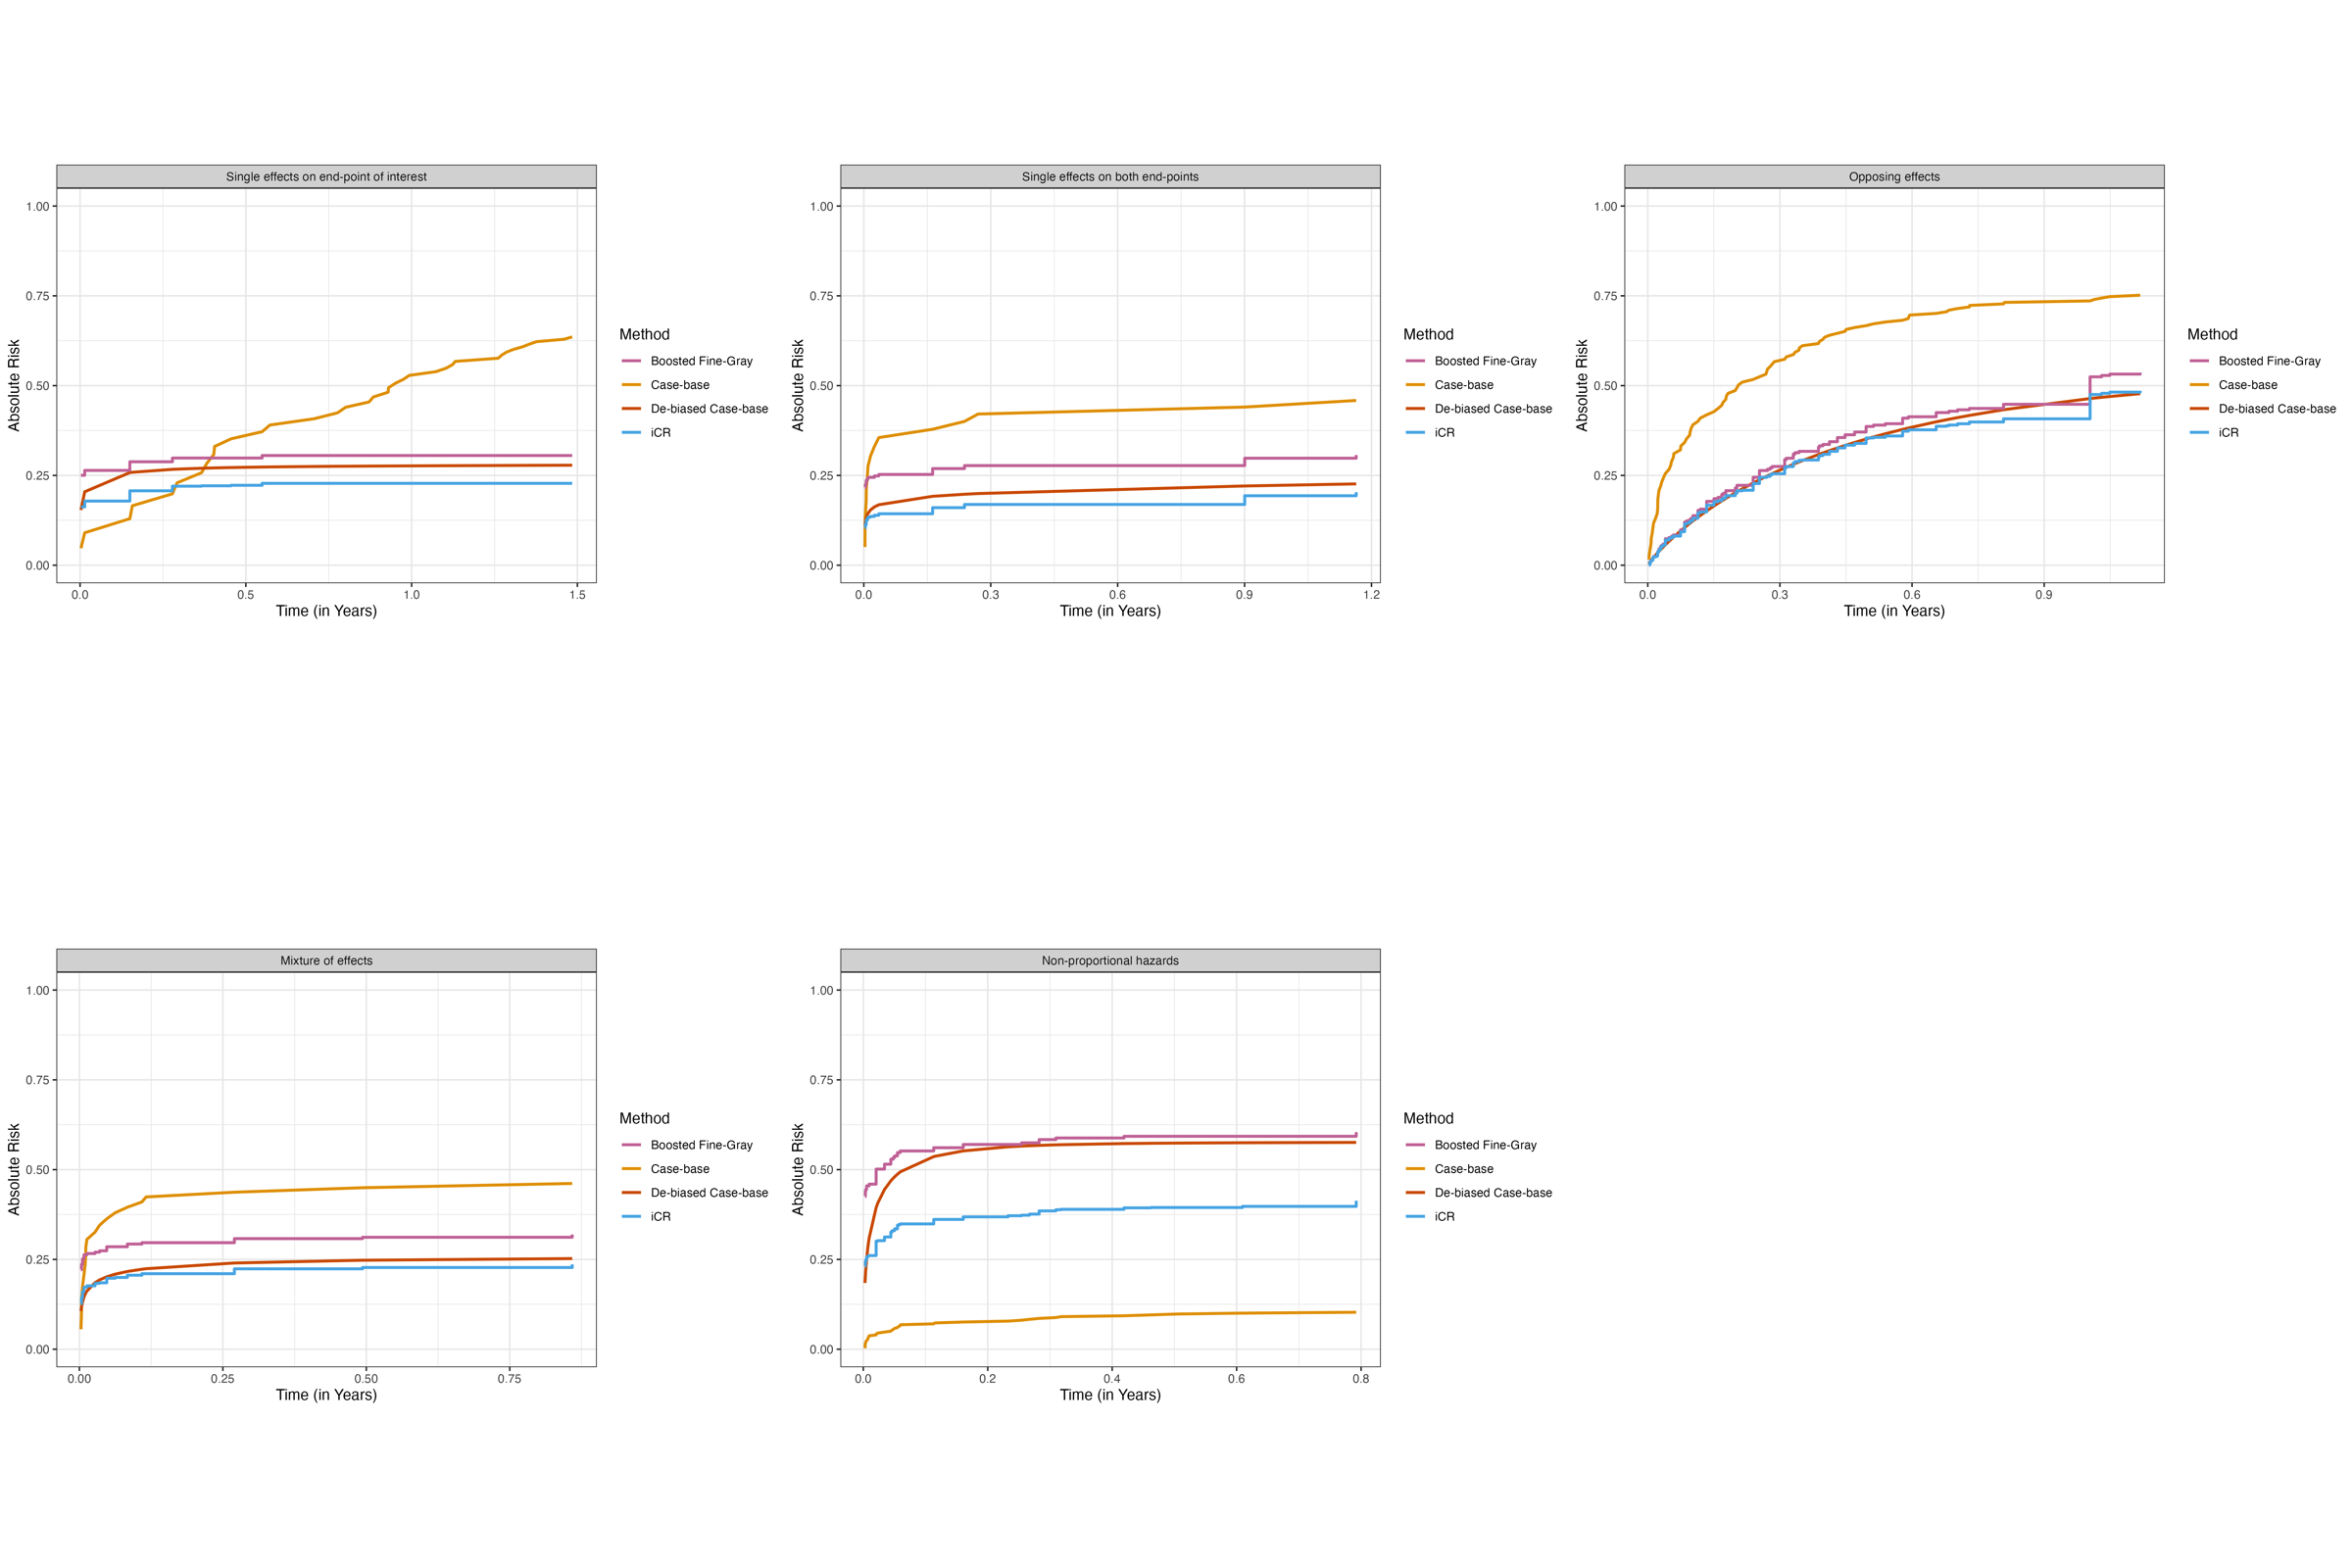 Single effects on end-point of interest
Absolute Risk
1.00
0.75
0.50
0.25
0.00
0.0 0.5 1.0 1.5
Time (in Years)
Method
Boosted Fine-Gray
Case-base
De-biased Case-base
iCR
Single effects on both end-points
Absolute Risk
1.00
0.75
0.50
0.25
0.00
0.0 0.3 0.6 0.9 1.2
Time (in Years)
Method
Boosted Fine-Gray
Case-base
De-biased Case-base
iCR
Opposing effects
Absolute Risk
1.00
0.75
0.50
0.25
0.00
0.0 0.3 0.6 0.9
Time (in Years)
Method
Boosted Fine-Gray
Case-base
De-biased Case-base
iCR
Mixture of effects
Absolute Risk
1.00
0.75
0.50
0.25
0.00
0.00 0.25 0.50 0.75
Time (in Years)
Method
Boosted Fine-Gray
Case-base
De-biased Case-base
iCR
Non-proportional hazards
Absolute Risk
1.00
0.75
0.50
0.25
0.00
0.0 0.2 0.4 0.6 0.8
Time (in Years)
Method
Boosted Fine-Gray
Case-base
De-biased Case-base
iCR